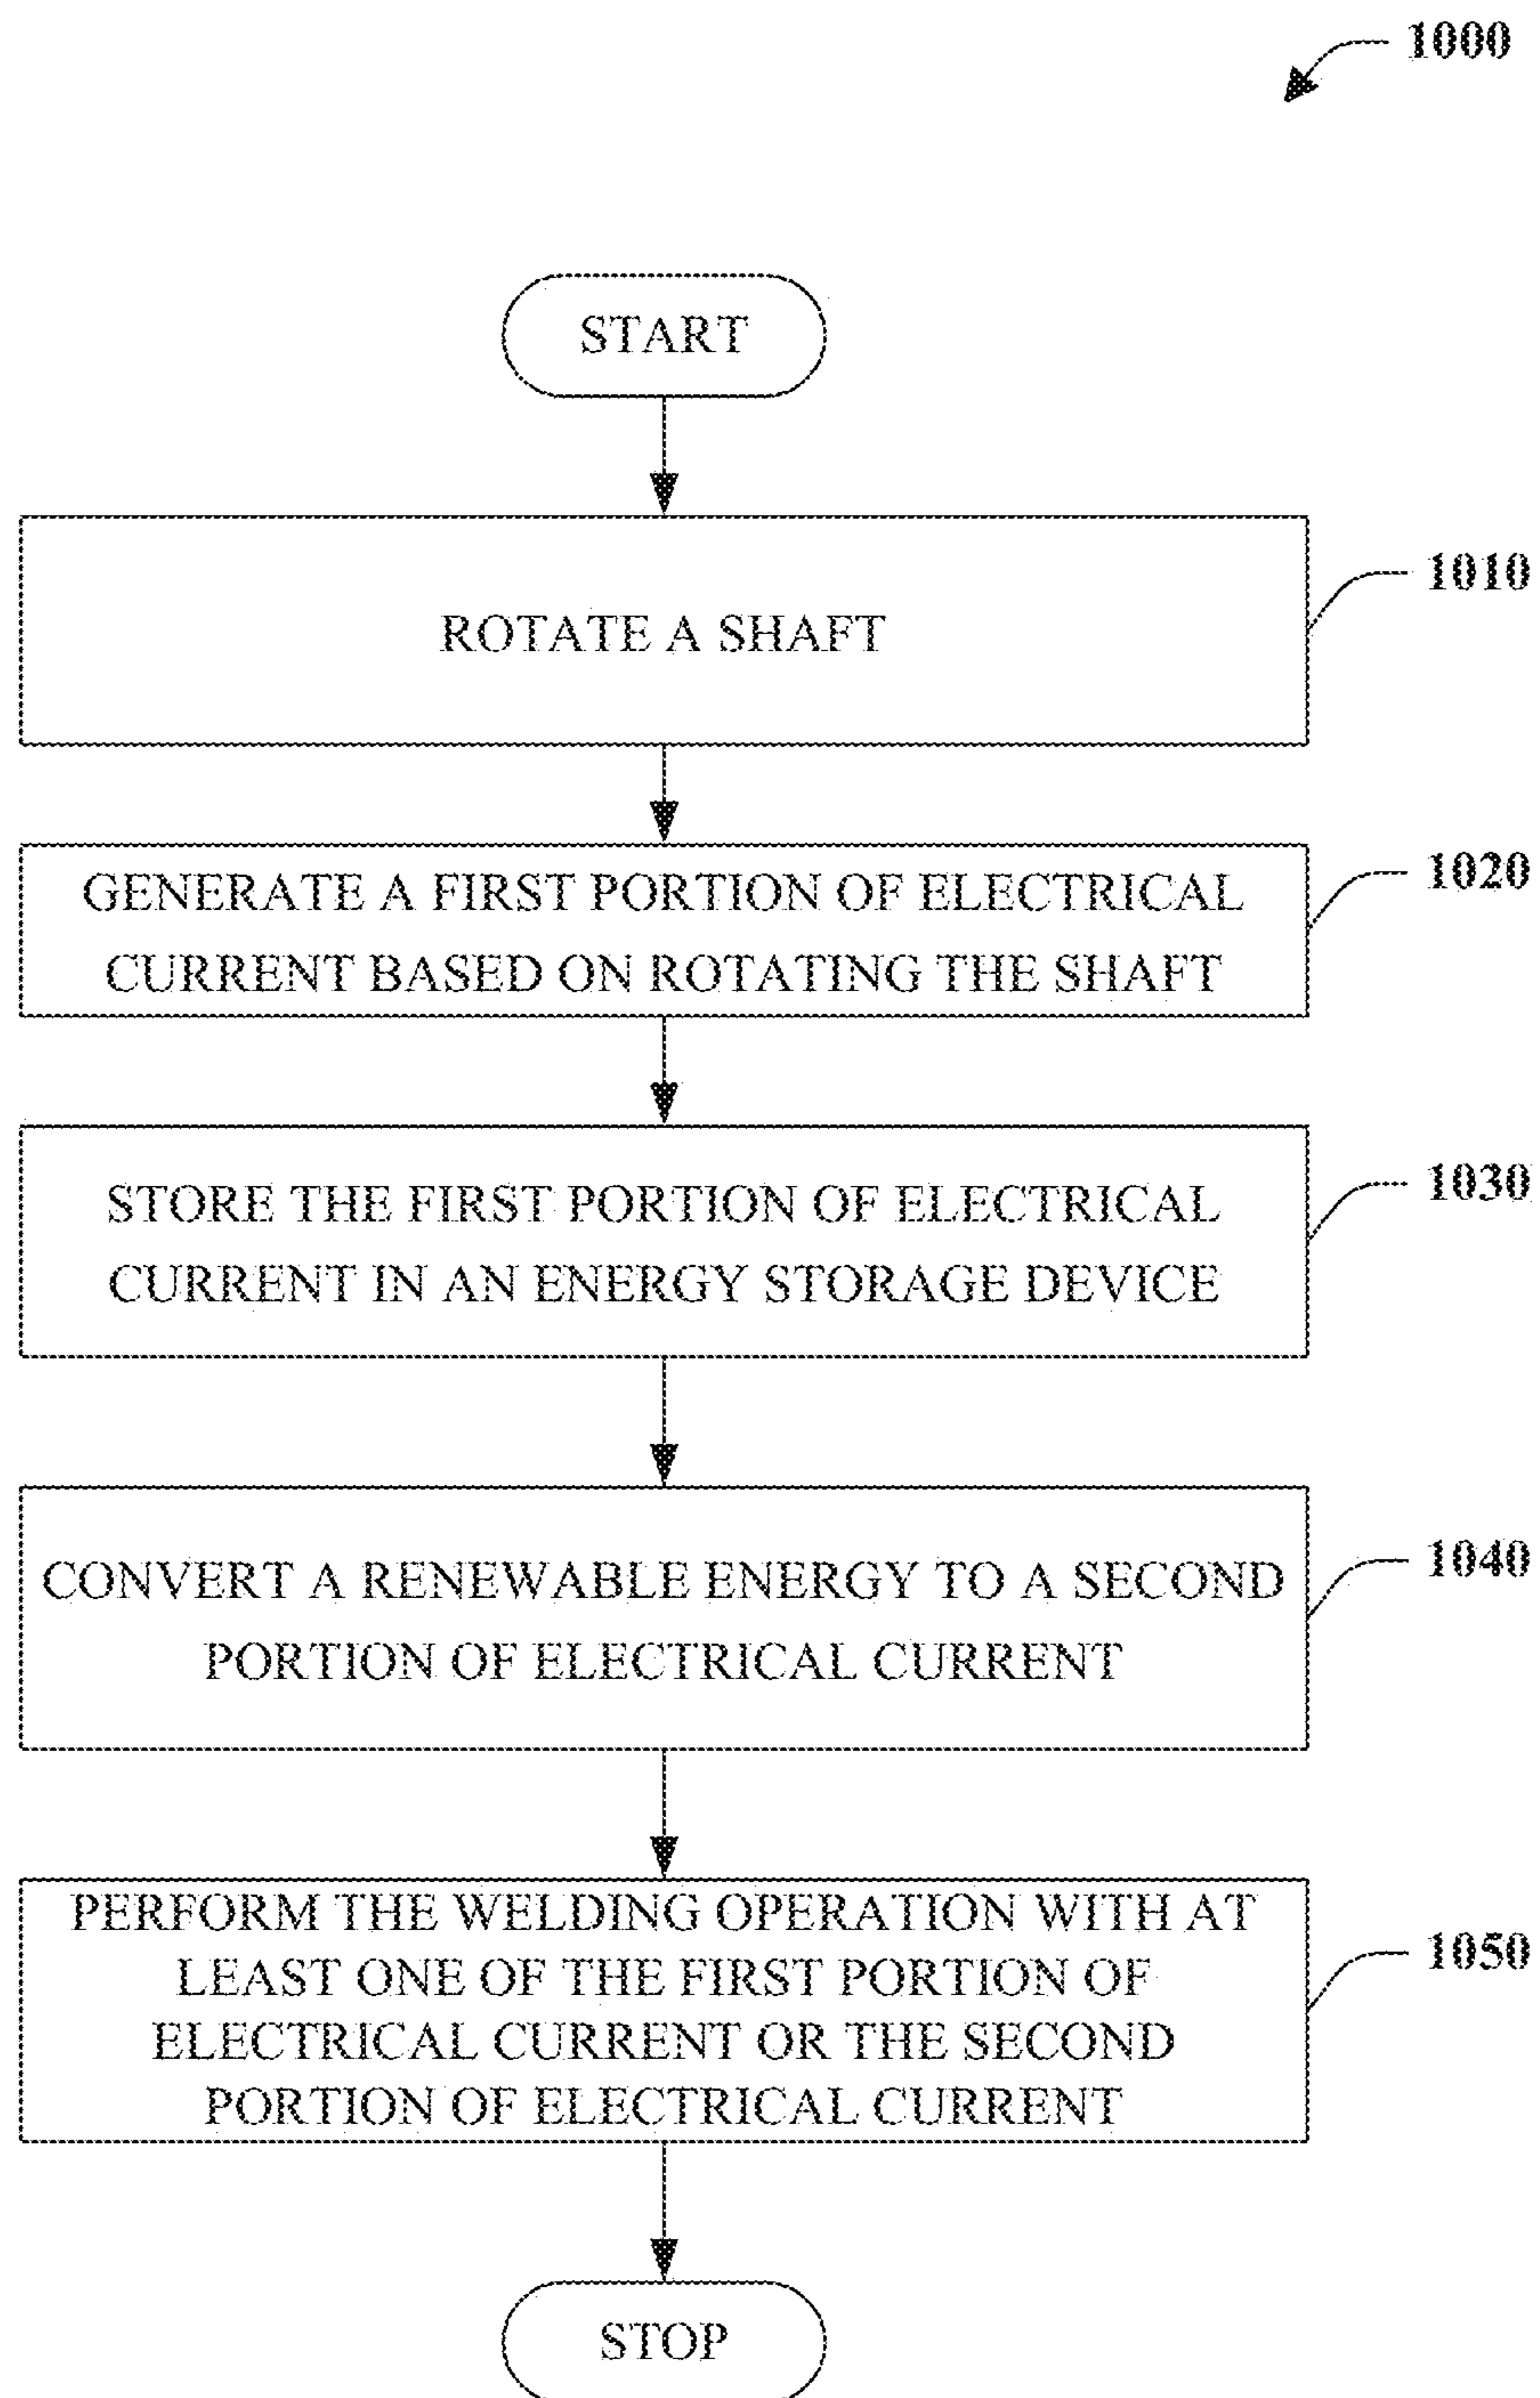 1000
START
ROTATE A SHAFT
1010
GENERATE A FIRST PORTION OF ELECTRICAL
CURRENT BASED ON ROTATING THE SHAFT
1020
STORE THE FIRST PORTION OF ELECTRICAL
CURRENT IN AN ENERGY STORAGE DEVICE
1030
CONVERT A RENEWABLE ENERGY TO A SECOND
PORTION OF ELECTRICAL CURRENT
1040
PERFORM THE WELDING OPERATION WITH AT
LEAST ONE OF THE FIRST PORTION OF
ELECTRICAL CURRENT OR THE SECOND
PORTION OF ELECTRICAL CURRENT
1050
STOP